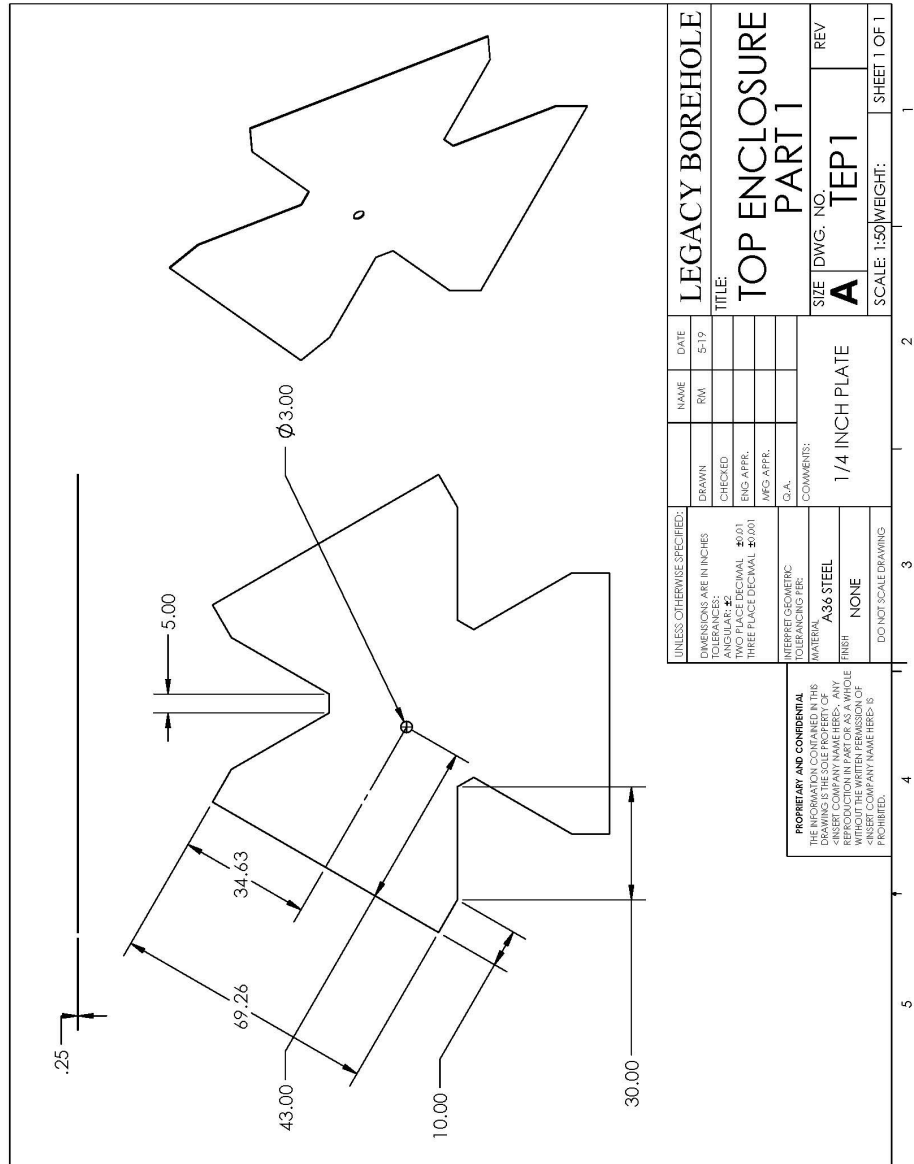 .25
5.00
Ø3.00
34.63
69.26
43.00
10.00
30.00
PROPRIETARY AND CONFIDENTIAL
THE INFORMATION CONTAINED IN THIS
DRAWING IS THE SOLE PROPERTY OF
<INSERT COMPANY NAME HERE>. ANY
REPRODUCTION IN PART OR AS A WHOLE
WITHOUT THE WRITTEN PERMISSION OF
<INSERT COMPANY NAME HERE> IS
PROHIBITED.
UNLESS OTHERWISE SPECIFIED:
DIMENSIONS ARE IN INCHES
TOLERANCES:
ANGULAR: ±2
TWO PLACE DECIMAL ±0.01
THREE PLACE DECIMAL ±0.001
INTERPRET GEOMETRIC
TOLERANCING PER:
MATERIAL
A36 STEEL
FINISH
NONE
DO NOT SCALE DRAWING
NAME DATE
DRAWN RM 5-19
CHECKED
ENG APPR.
MFG APPR.
Q.A.
COMMENTS:
1/4 INCH PLATE
LEGACY BOREHOLE
TITLE:
TOP ENCLOSURE
PART 1
SIZE DWG. NO. REV
A TEP1
SCALE: 1:50 WEIGHT: SHEET 1 OF 1
5 4 3 2 1